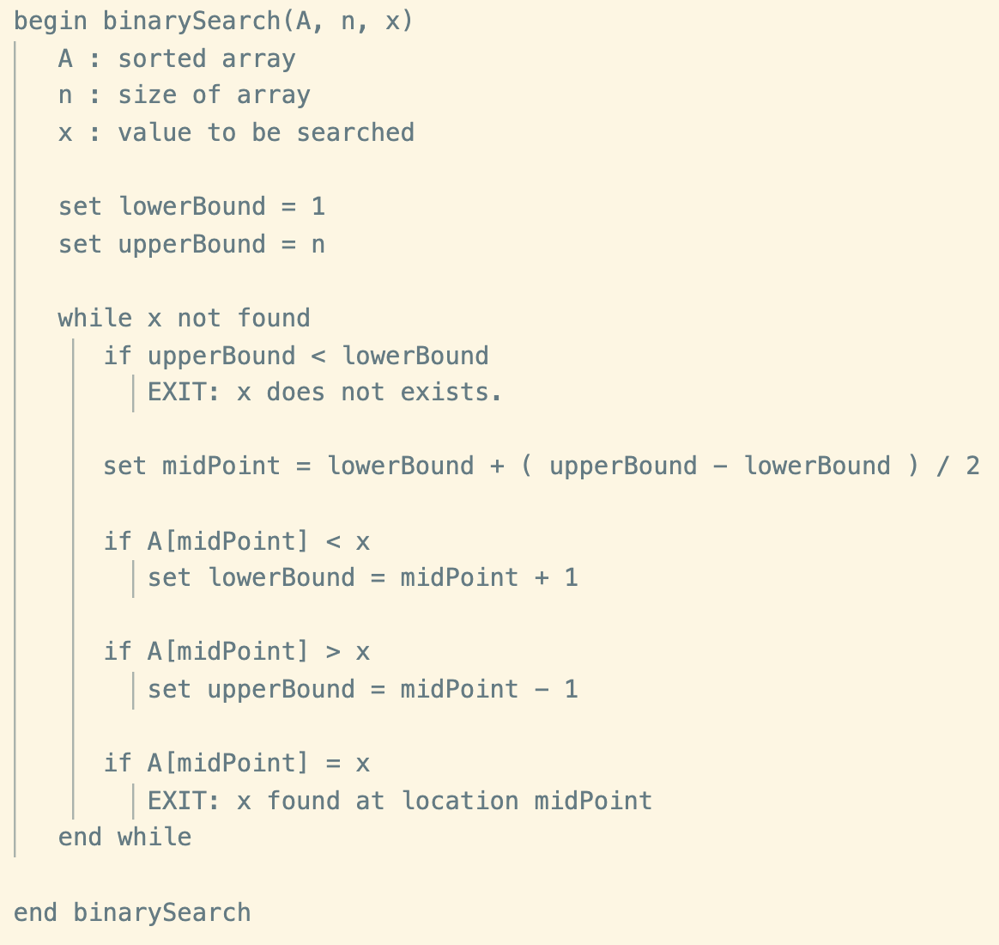 begin binarySearch(A, n, x)
A : sorted array
n : size of array
x : value to be searched
set lowerBound = 1
set upperBound = n
while x not found
if upperBound < lowerBound
EXIT: x does not exists.
set midPoint = lowerBound + ( upperBound − lowerBound ) / 2
if A[midPoint] < x
set lowerBound = midPoint + 1
if A[midPoint] > x
set upperBound = midPoint − 1
if A[midPoint] = x
EXIT: x found at location midPoint
end while
end binarySearch